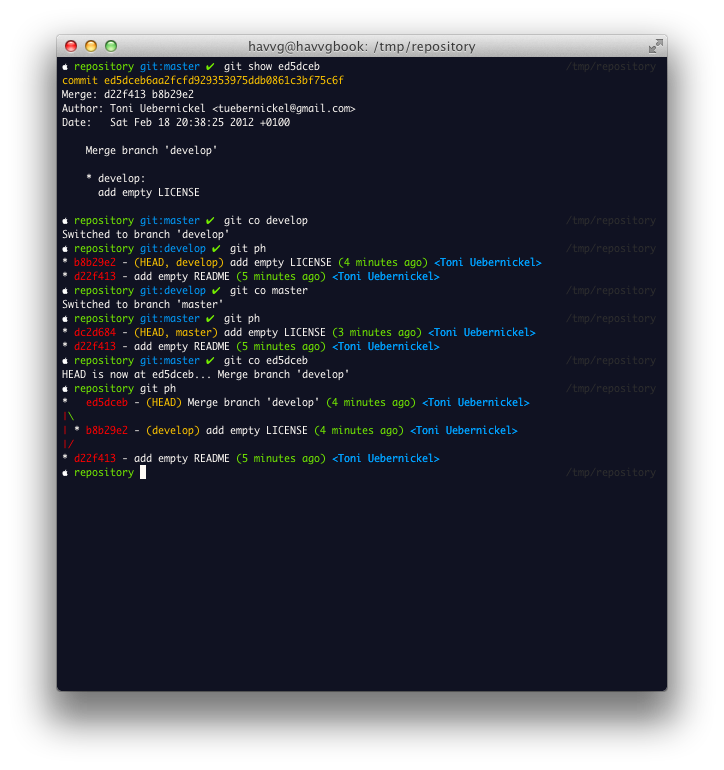 havvg@havvgbook: /tmp/repository
repository git:master ✔ git show ed5dceb /tmp/repository
commit ed5dceb6aa2fcfd929353975ddb0861c3bf75c6f
Merge: d22f413 b8b29e2
Author: Toni Uebernickel <tuebernickel@gmail.com>
Date:   Sat Feb 18 20:38:25 2012 +0100
Merge branch 'develop'
* develop:
add empty LICENSE
repository git:master ✔ git co develop /tmp/repository
Switched to branch 'develop'
repository git:develop ✔ git ph /tmp/repository
* b8b29e2 - (HEAD, develop) add empty LICENSE (4 minutes ago) <Toni Uebernickel>
* d22f413 - add empty README (5 minutes ago) <Toni Uebernickel>
repository git:develop ✔ git co master /tmp/repository
Switched to branch 'master'
repository git:master ✔ git ph /tmp/repository
* dc2d684 - (HEAD, master) add empty LICENSE (3 minutes ago) <Toni Uebernickel>
* d22f413 - add empty README (5 minutes ago) <Toni Uebernickel>
repository git:master ✔ git co ed5dceb /tmp/repository
HEAD is now at ed5dceb... Merge branch 'develop'
repository git ph /tmp/repository
*   ed5dceb - (HEAD) Merge branch 'develop' (4 minutes ago) <Toni Uebernickel>
|\
| * b8b29e2 - (develop) add empty LICENSE (4 minutes ago) <Toni Uebernickel>
|/
* d22f413 - add empty README (5 minutes ago) <Toni Uebernickel>
repository /tmp/repository